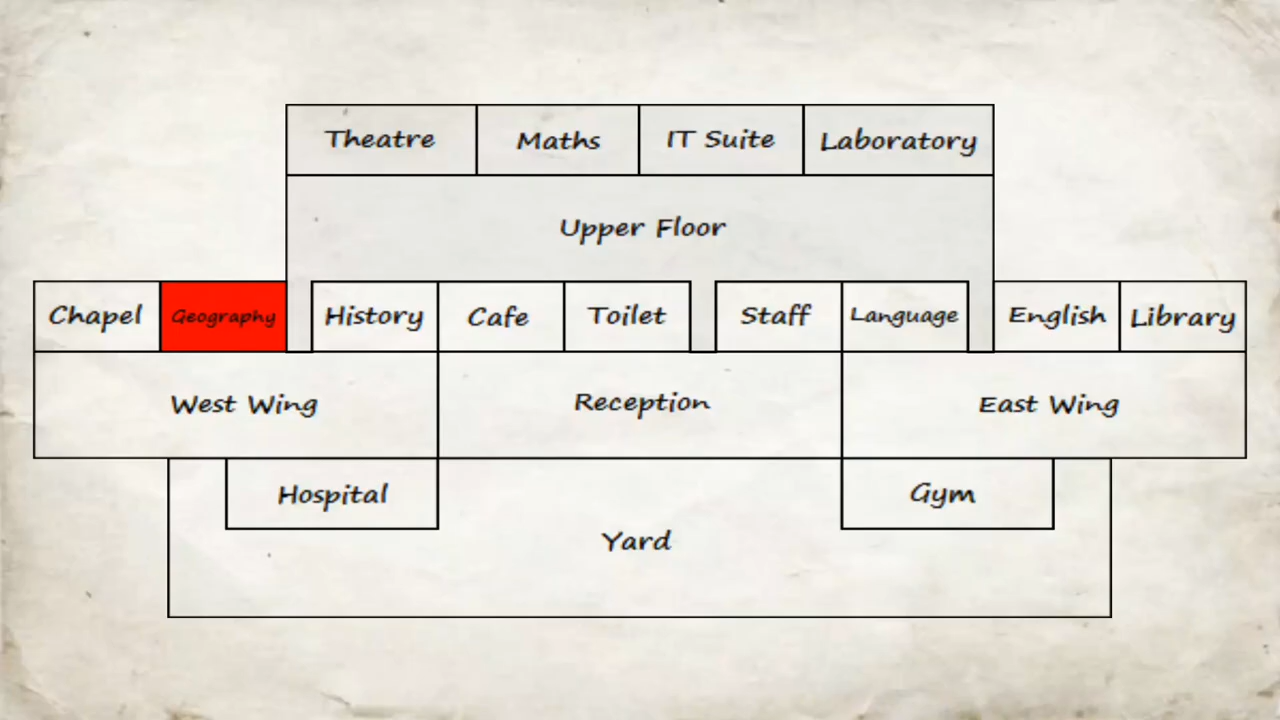 Theatre
Maths
IT Suite
Laboratory
Upper Floor
Chapel
Geography
History
Cafe
Toilet
Staff
Language
English
Library
West Wing
Reception
East Wing
Hospital
Gym
Yard